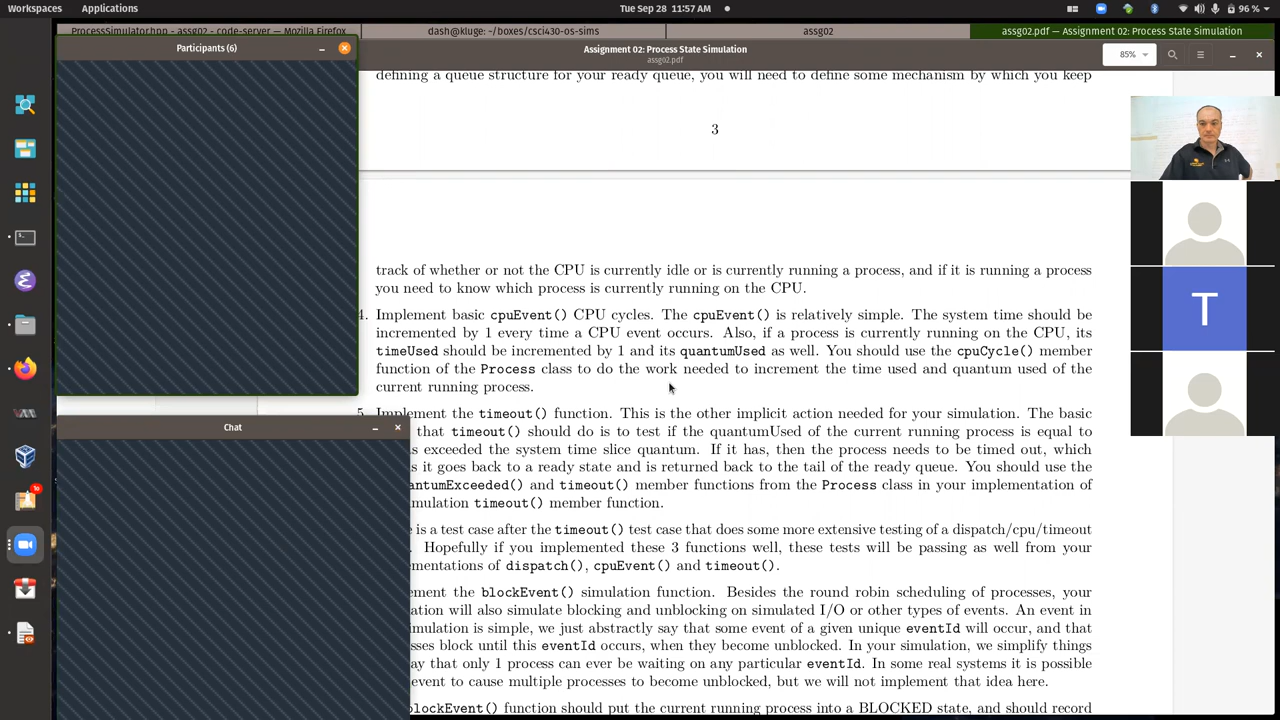 Workspaces Applications Tue Sep 28 11:57 AM 96 %
ProcessSimulator.hpp - assg02 - code-server — Mozilla Firefox
dash@kluge: ~/boxes/csci430-os-sims
assg02
assg02.pdf — Assignment 02: Process State Simulation
Participants (6)
Assignment 02: Process State Simulation
assg02.pdf
85%
defining a queue structure for your ready queue, you will need to define some mechanism by which you keep
3
track of whether or not the CPU is currently idle or is currently running a process, and if it is running a process
you need to know which process is currently running on the CPU.
4. Implement basic cpuEvent() CPU cycles. The cpuEvent() is relatively simple. The system time should be
incremented by 1 every time a CPU event occurs. Also, if a process is currently running on the CPU, its
timeUsed should be incremented by 1 and its quantumUsed as well. You should use the cpuCycle() member
function of the Process class to do the work needed to increment the time used and quantum used of the
current running process.
5. Implement the timeout() function. This is the other implicit action needed for your simulation. The basic
that timeout() should do is to test if the quantumUsed of the current running process is equal to
s exceeded the system time slice quantum. If it has, then the process needs to be timed out, which
s it goes back to a ready state and is returned back to the tail of the ready queue. You should use the
antumExceeded() and timeout() member functions from the Process class in your implementation of
mulation timeout() member function.
e is a test case after the timeout() test case that does some more extensive testing of a dispatch/cpu/timeout
. Hopefully if you implemented these 3 functions well, these tests will be passing as well from your
ementations of dispatch(), cpuEvent() and timeout().
ement the blockEvent() simulation function. Besides the round robin scheduling of processes, your
ation will also simulate blocking and unblocking on simulated I/O or other types of events. An event in
imulation is simple, we just abstractly say that some event of a given unique eventId will occur, and that
sses block until this eventId occurs, when they become unblocked. In your simulation, we simplify things
ay that only 1 process can ever be waiting on any particular eventId. In some real systems it is possible
event to cause multiple processes to become unblocked, but we will not implement that idea here.
lockEvent() function should put the current running process into a BLOCKED state, and should record
Chat
T